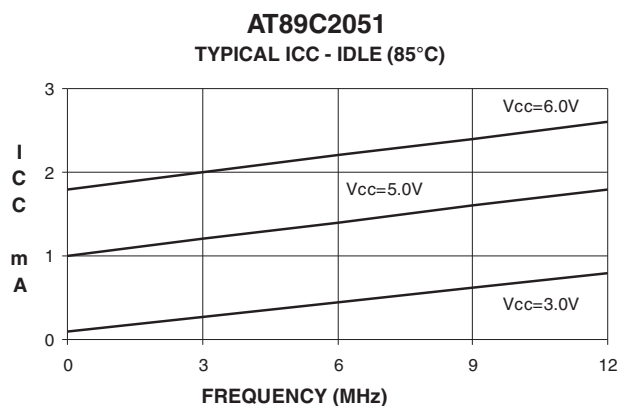 AT89C2051
TYPICAL ICC - IDLE (85°C)
3
Vcc=6.0V
I
C
C
2
Vcc=5.0V
1
m
A
Vcc=3.0V
0
0 3 6 9 12
FREQUENCY (MHz)